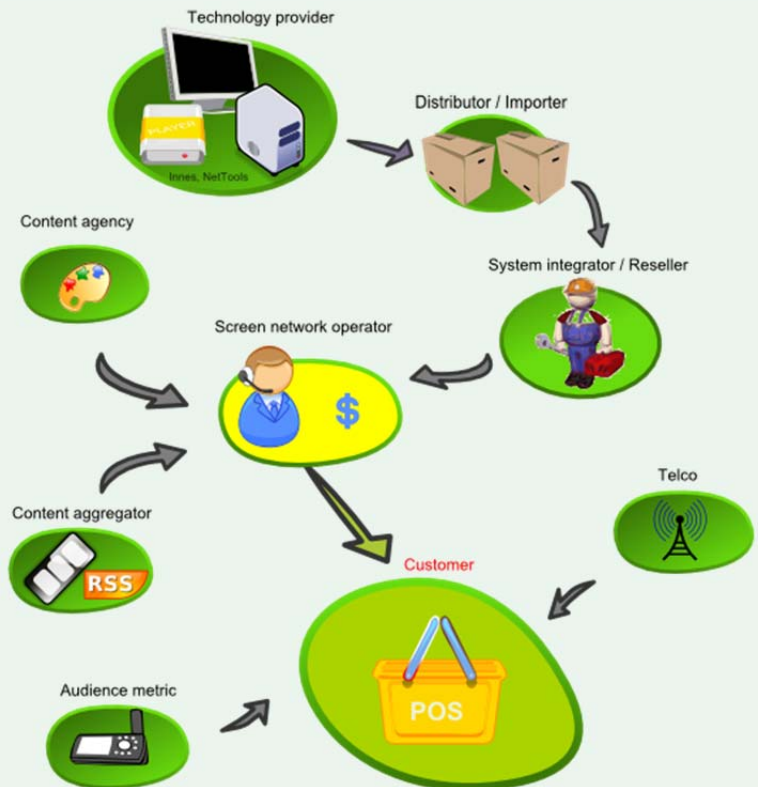 Technology provider
PLAYER
Innes, NetTools
Distributor / Importer
Content agency
System integrator / Reseller
Screen network operator
$
Content aggregator
RSS
Telco
Customer
POS
Audience metric